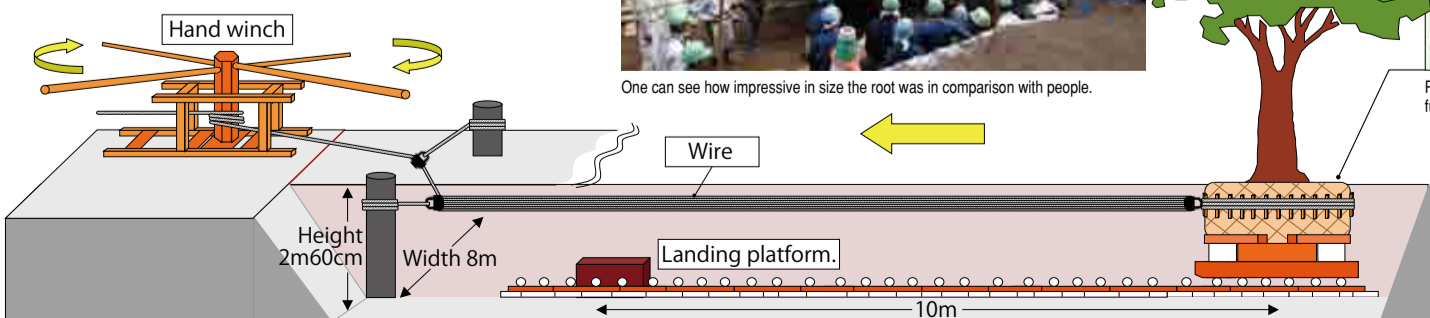 Hand winch
One can see how impressive in size the root was in comparison with people.
Wire
Height
2m60cm
Width 8m
Landing platform.
10m